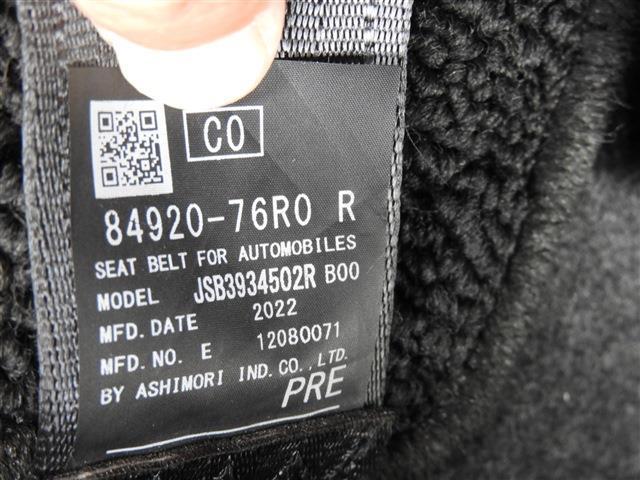 CO
84920-76R0 R
SEAT BELT FOR AUTOMOBILES
MODEL JSB3934502R B00
MFD. DATE 2022
MFD. NO. E 12080071
BY ASHIMORI IND. CO., LTD.
PRE